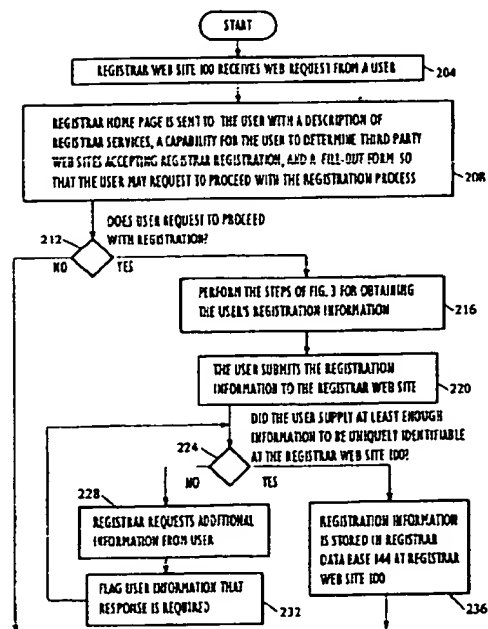 START
REGISTRAR WEB SITE 100 RECEIVES WEB REQUEST FROM A USER
204
REGISTRAR HOME PAGE IS SENT TO THE USER WITH A DESCRIPTION OF
REGISTRAR SERVICES, A CAPABILITY FOR THE USER TO DETERMINE THIRD PARTY
WEB SITES ACCEPTING REGISTRAR REGISTRATION, AND A FILL-OUT FORM SO
THAT THE USER MAY REQUEST TO PROCEED WITH THE REGISTRATION PROCESS
208
DOES USER REQUEST TO PROCEED
WITH REGISTRATION?
212
NO
YES
PERFORM THE STEPS OF FIG. 3 FOR OBTAINING
THE USER'S REGISTRATION INFORMATION
216
THE USER SUBMITS THE REGISTRATION
INFORMATION TO THE REGISTRAR WEB SITE
220
DID THE USER SUPPLY AT LEAST ENOUGH
INFORMATION TO BE UNIQUELY IDENTIFIABLE
AT THE REGISTRAR WEB SITE 100?
224
NO
YES
228
REGISTRAR REQUESTS ADDITIONAL
INFORMATION FROM USER
FLAG USER INFORMATION THAT
RESPONSE IS REQUIRED
232
REGISTRATION INFORMATION
IS STORED IN REGISTRAR
DATA BASE 144 AT REGISTRAR
WEB SITE 100
236